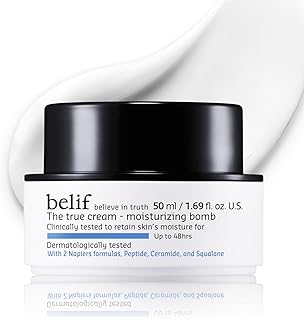 belif believe in truth 50 ml / 1.69 fl. oz. U.S.
The true cream - moisturizing bomb
Clinically tested to retain skin's moisture for
Up to 48hrs
Dermatologically tested
With 2 Napiers formulas, Peptide, Ceramide, and Squalane